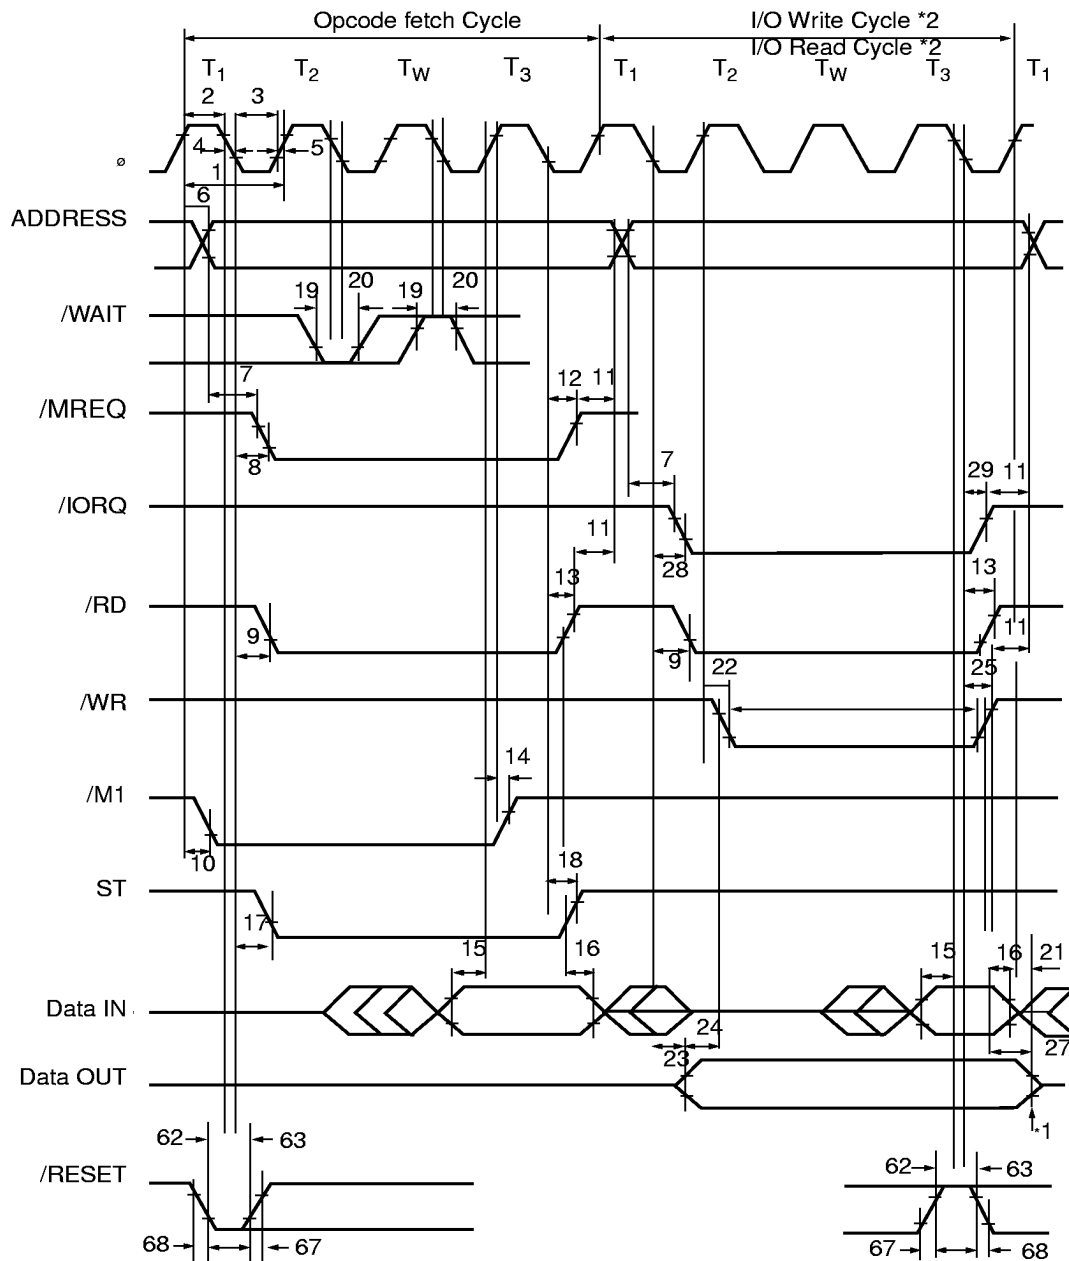 Opcode fetch Cycle
I/O Write Cycle *2
I/O Read Cycle *2
T1 T2 TW T3 T1 T2 TW T3 T1
2 3
ø 4 5
1
6
ADDRESS
19 20 19 20
/WAIT
7 12 11
/MREQ
8
7 29 11
/IORQ
11
28
13 13
/RD
9 9 11
22 25
/WR
14
/M1
10
18
ST
17
15 16 15 16 21
Data IN
24
23 27
Data OUT
*1
62 63 62 63
/RESET
68 67 67 68